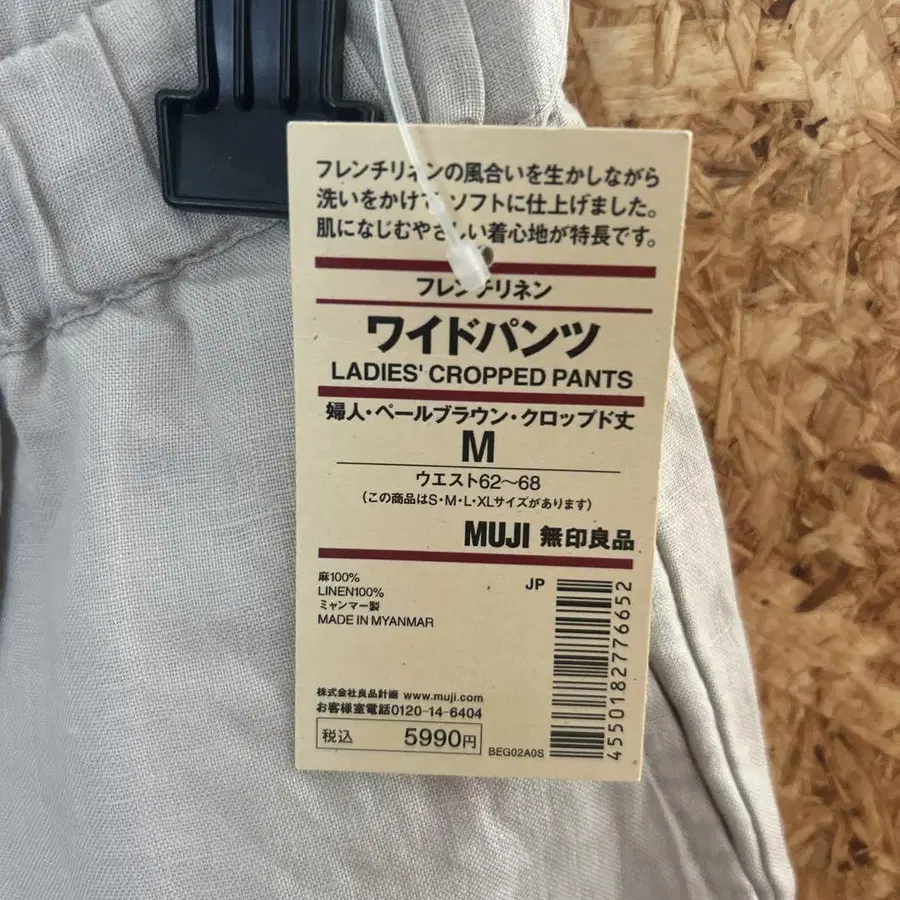 フレンチリネンの風合いを生かしながら
洗いをかけて ソフトに仕上げました。
肌になじむやさしい着心地が特長です。
フレンチリネン
ワイドパンツ
LADIES' CROPPED PANTS
婦人・ペールブラウン・クロップド丈
M
ウエスト62～68
(この商品はS・M・L・XLサイズがあります)
MUJI 無印良品
麻100%
LINEN100%
ミャンマー製
MADE IN MYANMAR
JP
4550182776652
株式会社良品計画 www.muji.com
お客様室電話0120-14-6404
税込 5990円
BEG02A0S